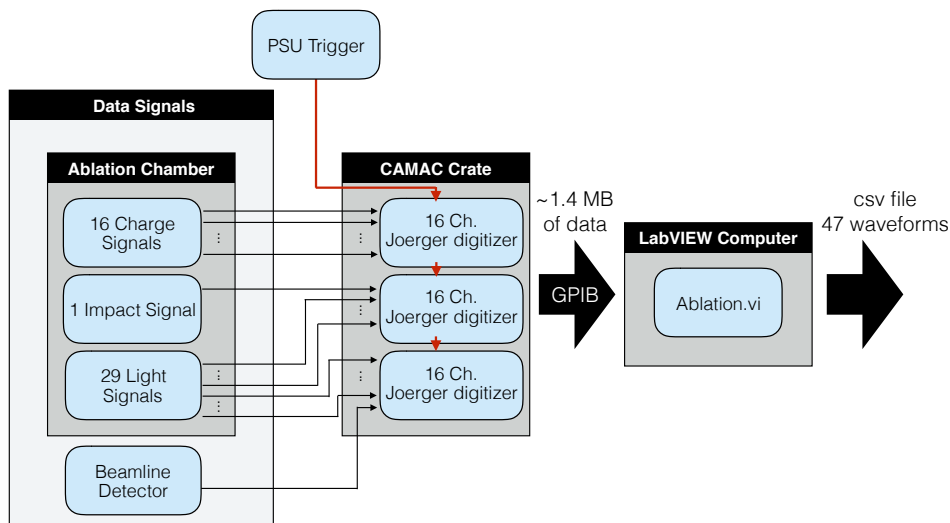 PSU Trigger
Data Signals
Ablation Chamber
16 Charge
Signals
1 Impact Signal
29 Light
Signals
Beamline
Detector
CAMAC Crate
16 Ch.
Joerger digitizer
16 Ch.
Joerger digitizer
16 Ch.
Joerger digitizer
~1.4 MB
of data
GPIB
LabVIEW Computer
Ablation.vi
csv file
47 waveforms